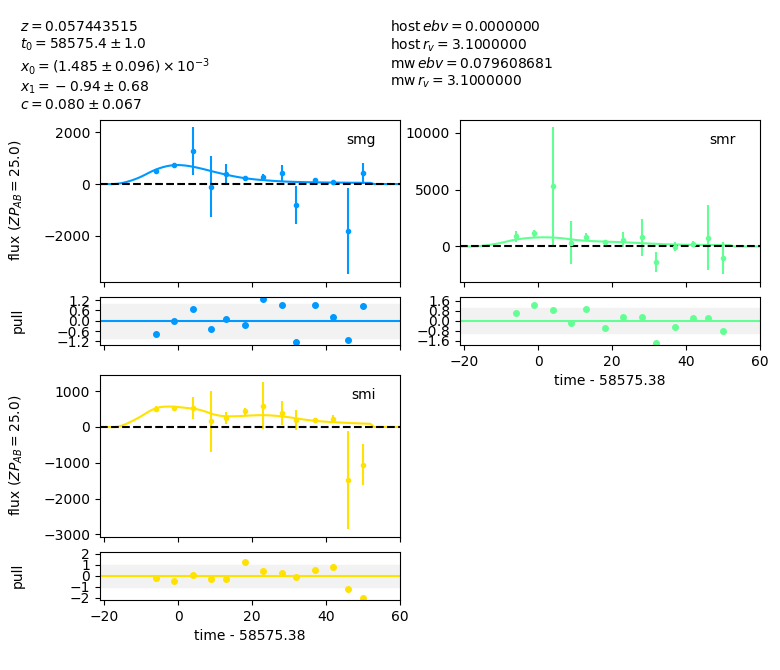 z = 0.057443515
t₀ = 58575.4 ± 1.0
x₀ = (1.485 ± 0.096) × 10⁻³
x₁ = − 0.94 ± 0.68
c = 0.080 ± 0.067
host ebv = 0.0000000
host r_v = 3.1000000
mw ebv = 0.079608681
mw r_v = 3.1000000
smg
2000
0
−2000
flux (ZP_AB = 25.0)
smr
10000
5000
0
1.2
0.6
0.0
−0.6
−1.2
pull
1.6
0.8
0.0
−0.8
−1.6
−20 0 20 40 60
time - 58575.38
smi
1000
0
−1000
−2000
−3000
flux (ZP_AB = 25.0)
2
1
0
−1
−2
pull
−20 0 20 40 60
time - 58575.38